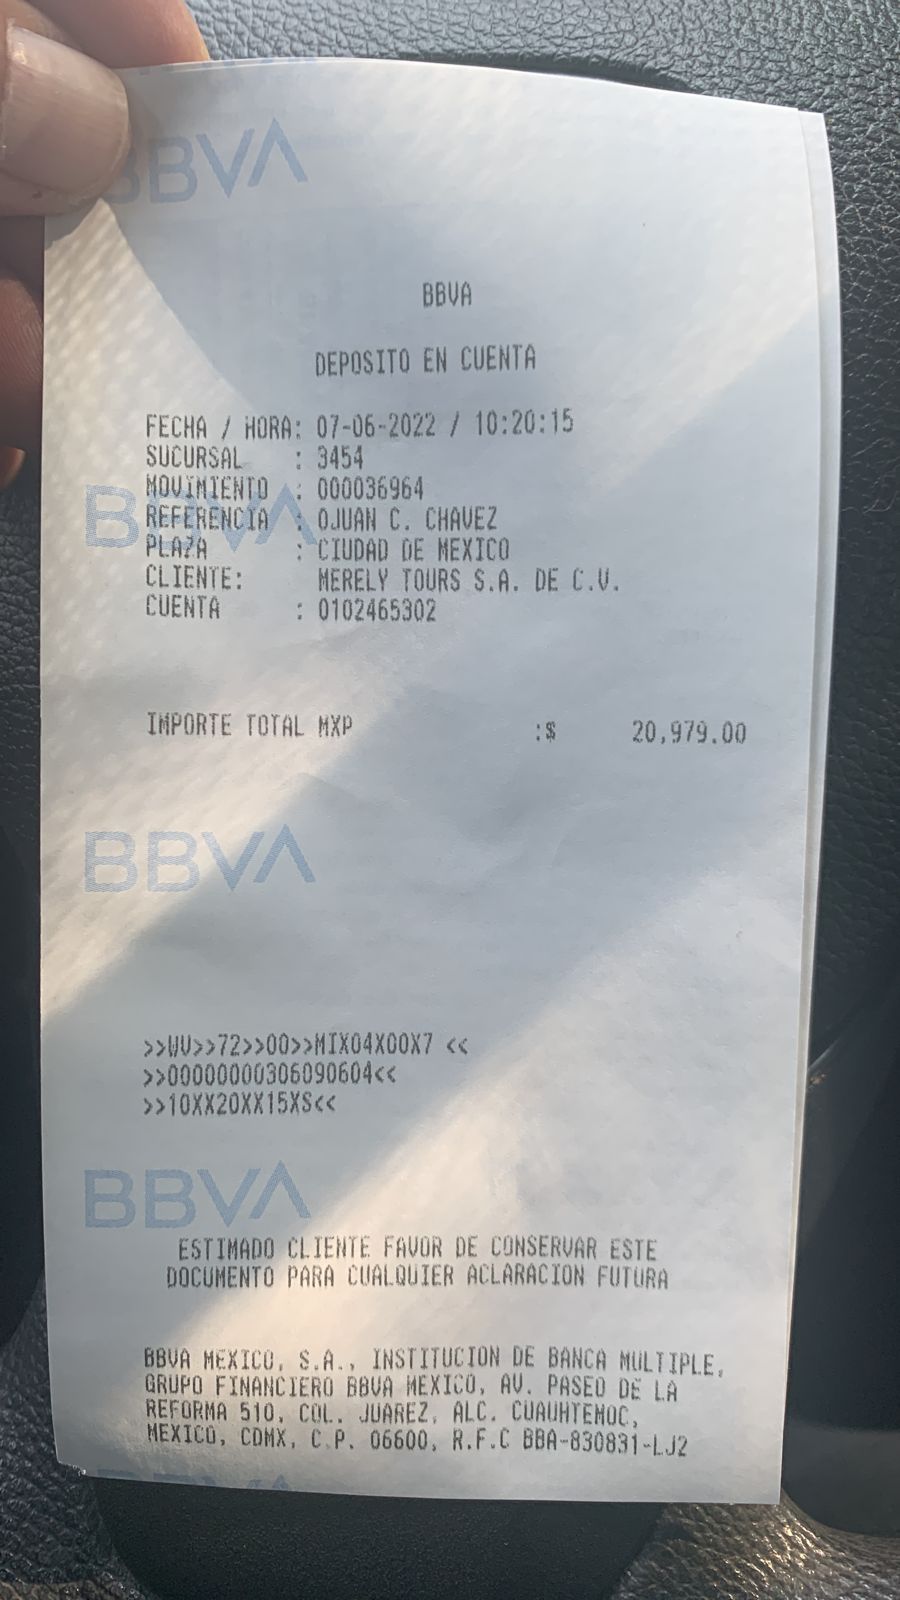 BBVA
BBVA
DEPOSITO EN CUENTA
FECHA / HORA: 07-06-2022 / 10:20:15
SUCURSAL : 3454
MOVIMIENTO : 000036964
BBVA
REFERENCIA : OJUAN C. CHAVEZ
PLAZA : CIUDAD DE MEXICO
CLIENTE: MERELY TOURS S.A. DE C.V.
CUENTA : 0102465302
IMPORTE TOTAL MXP :$ 20,979.00
BBVA
>>WV>>72>>00>>MIX04X00X7 <<
>>00000000306090604<<
>>10XX20XX15XS<<
BBVA
ESTIMADO CLIENTE FAVOR DE CONSERVAR ESTE
DOCUMENTO PARA CUALQUIER ACLARACION FUTURA
BBVA MEXICO, S.A., INSTITUCION DE BANCA MULTIPLE,
GRUPO FINANCIERO BBVA MEXICO, AV. PASEO DE LA
REFORMA 510, COL. JUAREZ, ALC. CUAUHTEMOC,
MEXICO, CDMX, C.P. 06600, R.F.C BBA-830831-LJ2